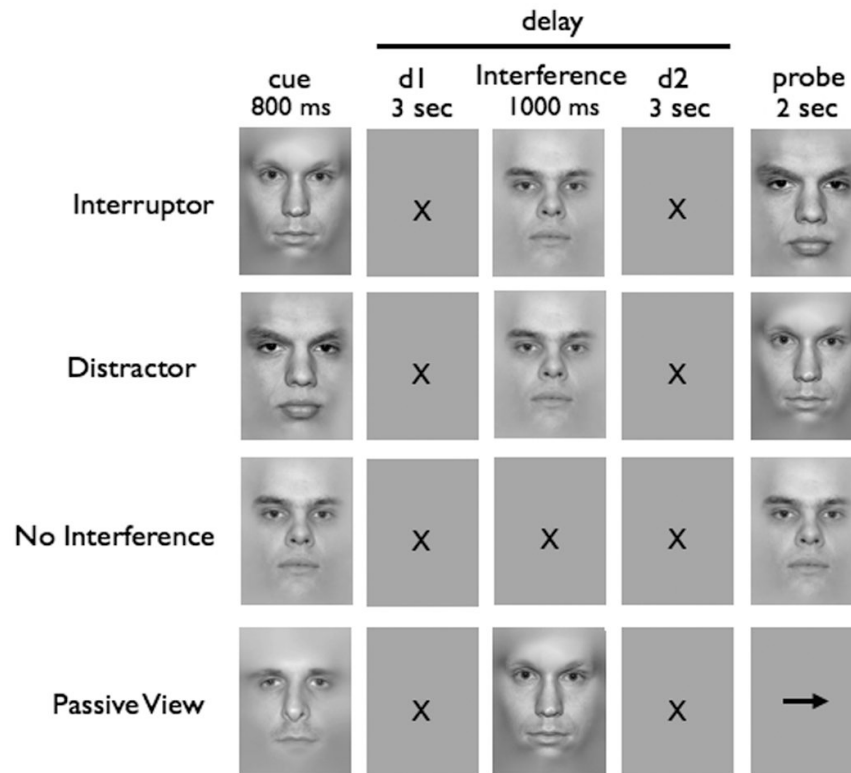 delay
cue d1 Interference d2 probe
800 ms 3 sec 1000 ms 3 sec 2 sec
Interruptor X X
Distractor X X
No Interference X X X
Passive View X X